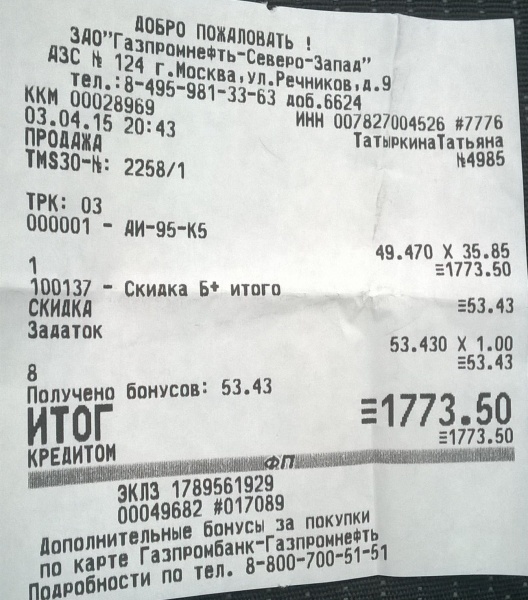 ДОБРО ПОЖАЛОВАТЬ !
ЗАО"Газпромнефть-Северо-Запад"
АЗС № 124 г.Москва,ул.Речников,д.9
тел.:8-495-981-33-63 доб.6624
ККМ 00028969 ИНН 007827004526 #7776
03.04.15 20:43 ТатыркинаТатьяна
ПРОДАЖА №4985
TMS30-№: 2258/1
ТРК: 03
000001 - АИ-95-К5
49.470 X 35.85
1 ≡1773.50
100137 - Скидка Б+ итого
СКИДКА ≡53.43
Задаток
53.430 X 1.00
8 ≡53.43
Получено бонусов: 53.43
ИТОГ ≡1773.50
КРЕДИТОМ ≡1773.50
ФП
ЭКЛЗ 1789561929
00049682 #017089
Дополнительные бонусы за покупки
по карте Газпромбанк-Газпромнефть
Подробности по тел. 8-800-700-51-51